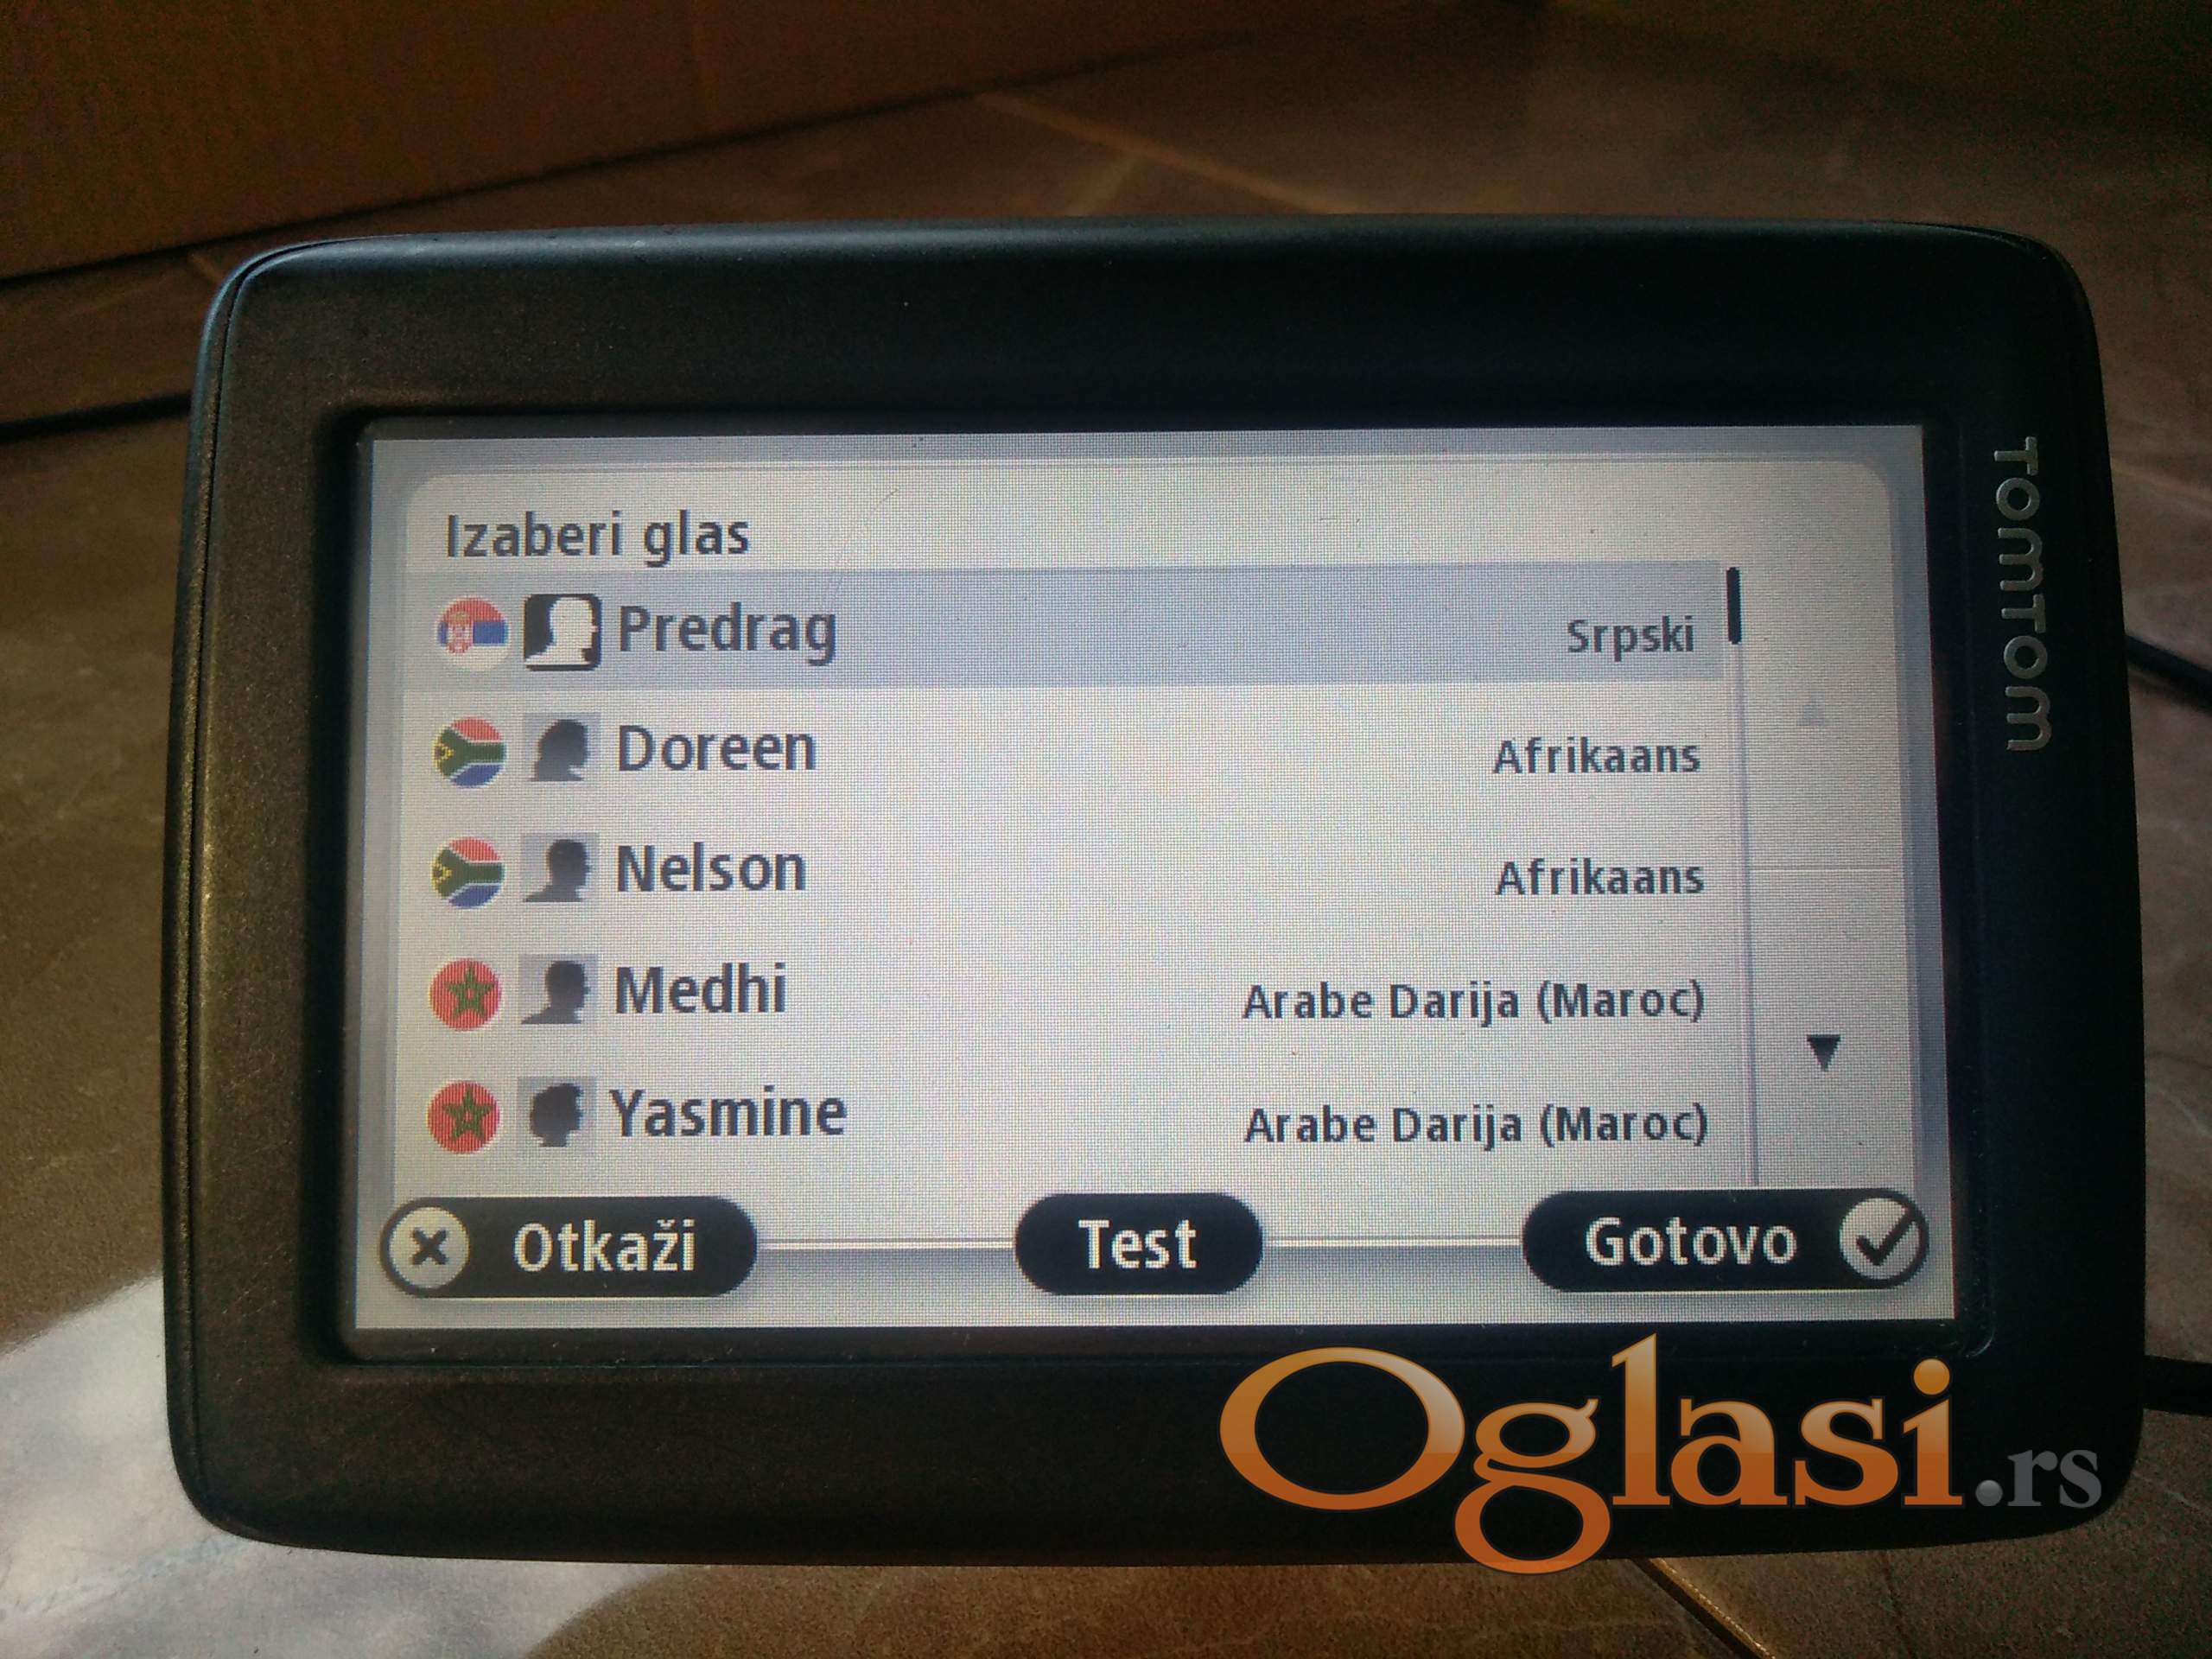 Izaberi glas
Predrag Srpski
Doreen Afrikaans
Nelson Afrikaans
Medhi Arabe Darija (Maroc)
Yasmine Arabe Darija (Maroc)
Otkaži Test Gotovo
TOMTOM
Oglasi.rs